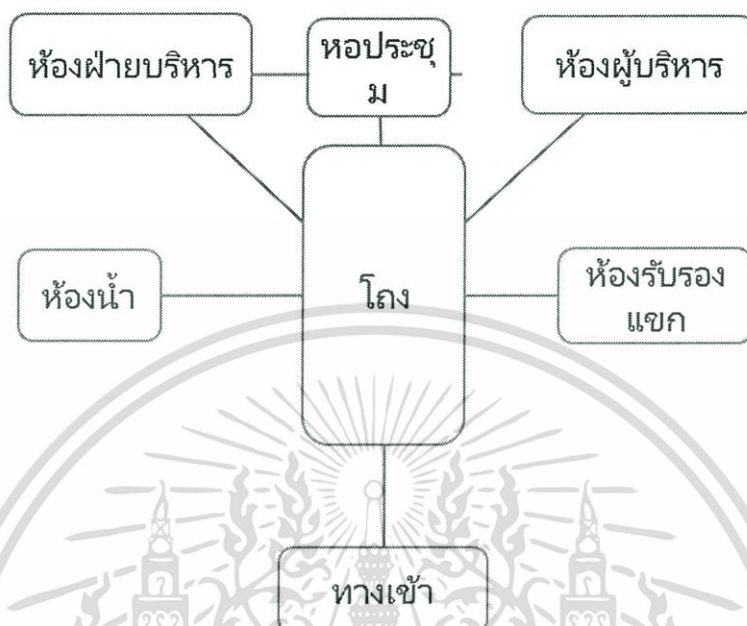 ห้องฝ่ายบริหาร
หอประชุ
ม
ห้องผู้บริหาร
ห้องน้ำ
โถง
ห้องรับรอง
แขก
ทางเข้า